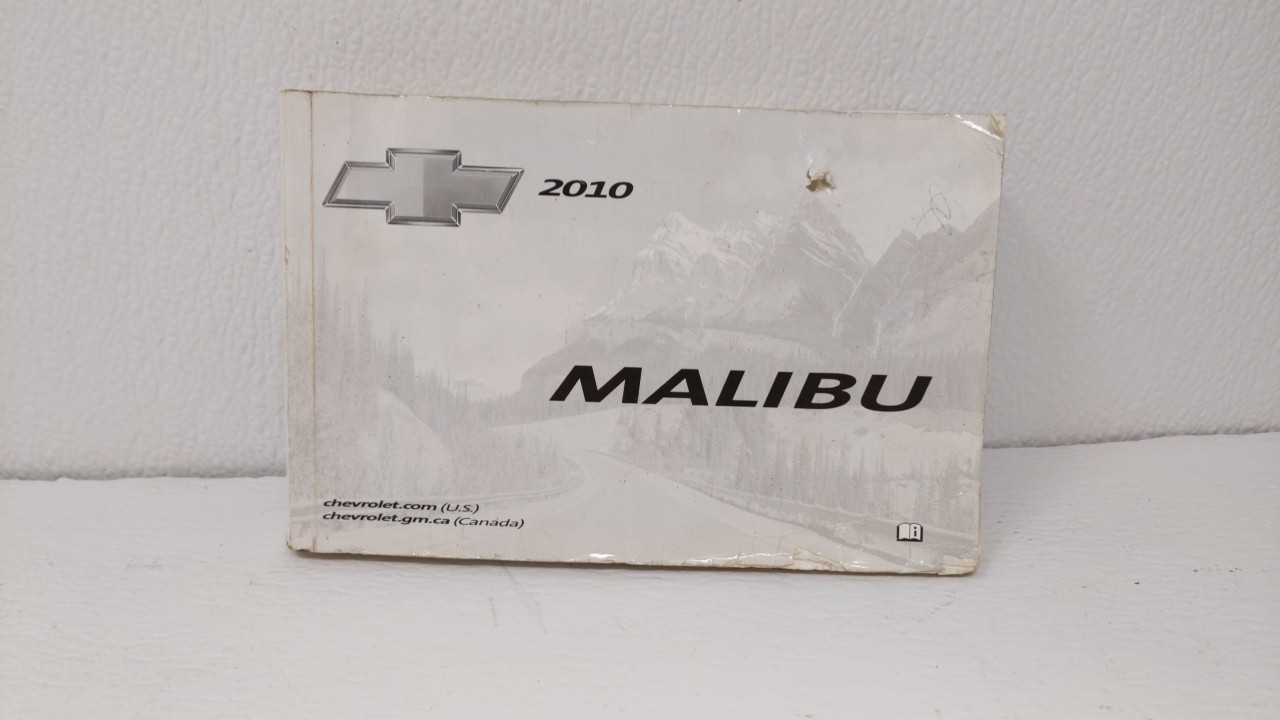 2010
MALIBU
chevrolet.com (U.S.)
chevrolet.gm.ca (Canada)